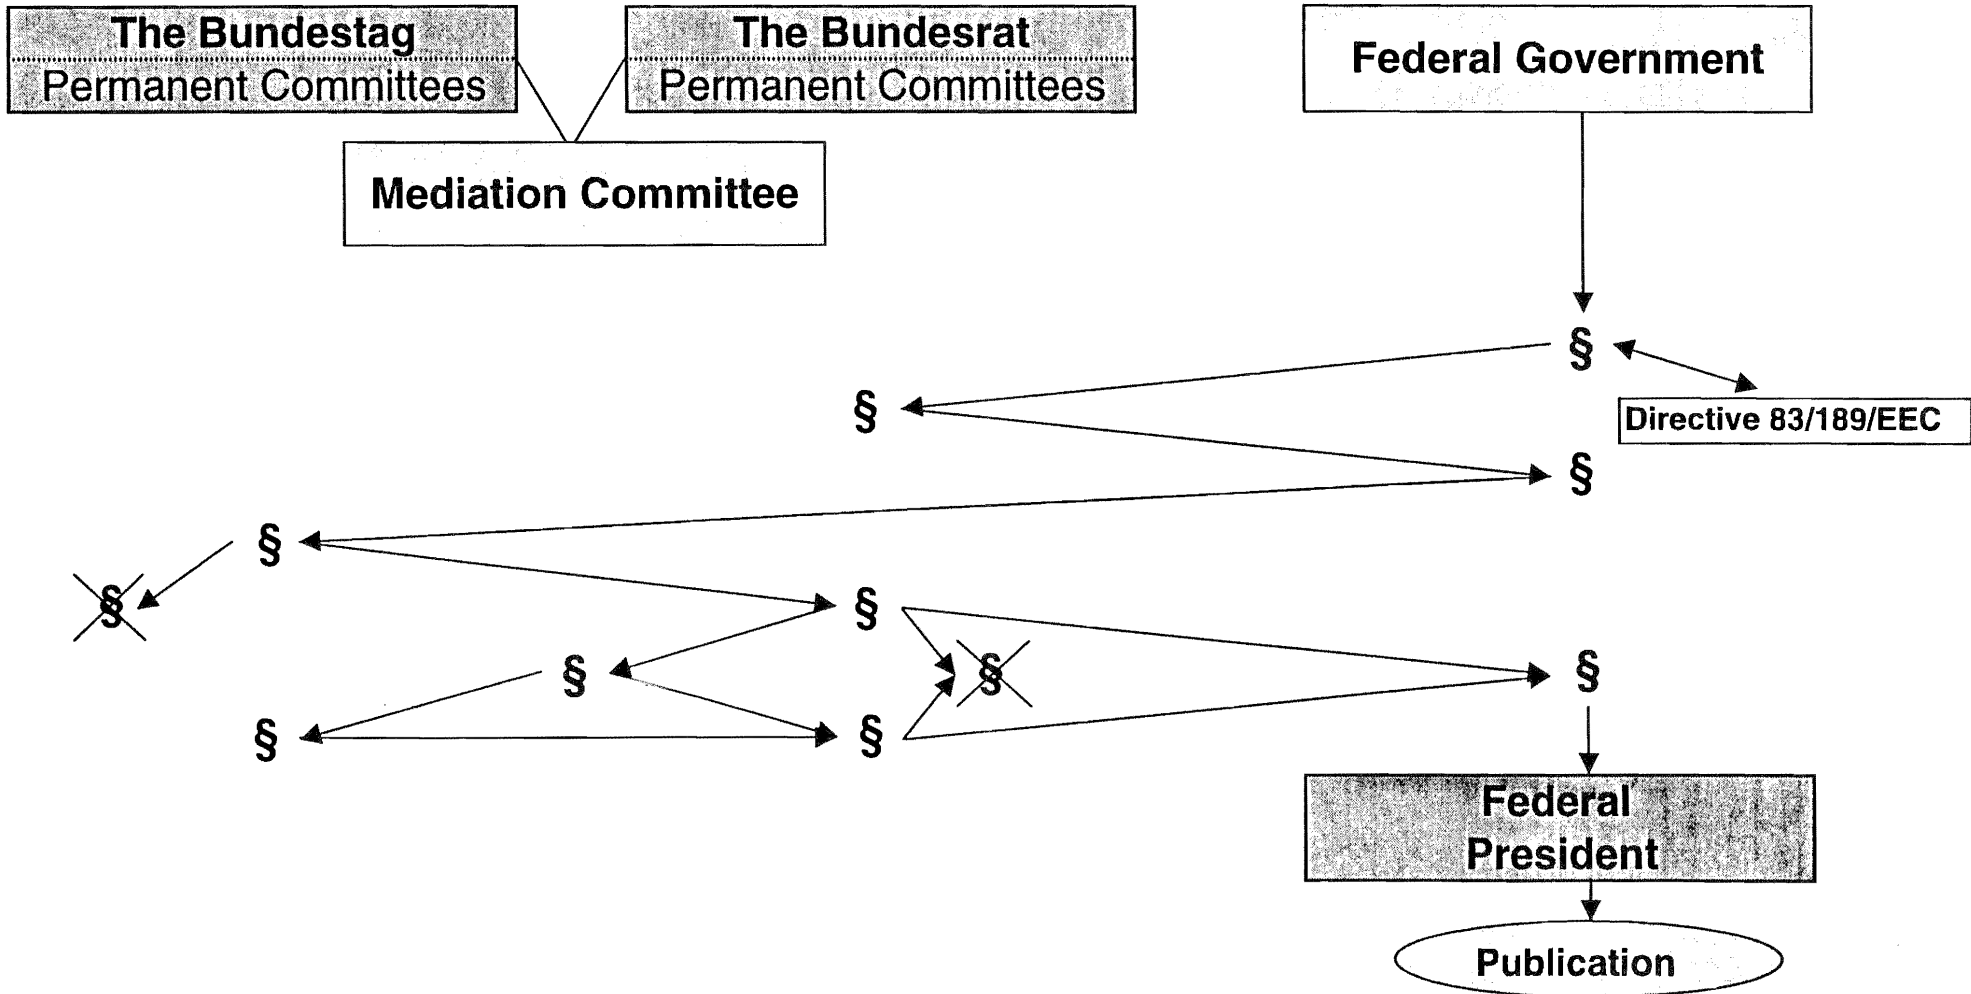 The Bundestag
Permanent Committees
The Bundesrat
Permanent Committees
Federal Government
Mediation Committee
§
§
Directive 83/189/EEC
§
§
§
§
§
§
§
§
§
Federal
President
Publication